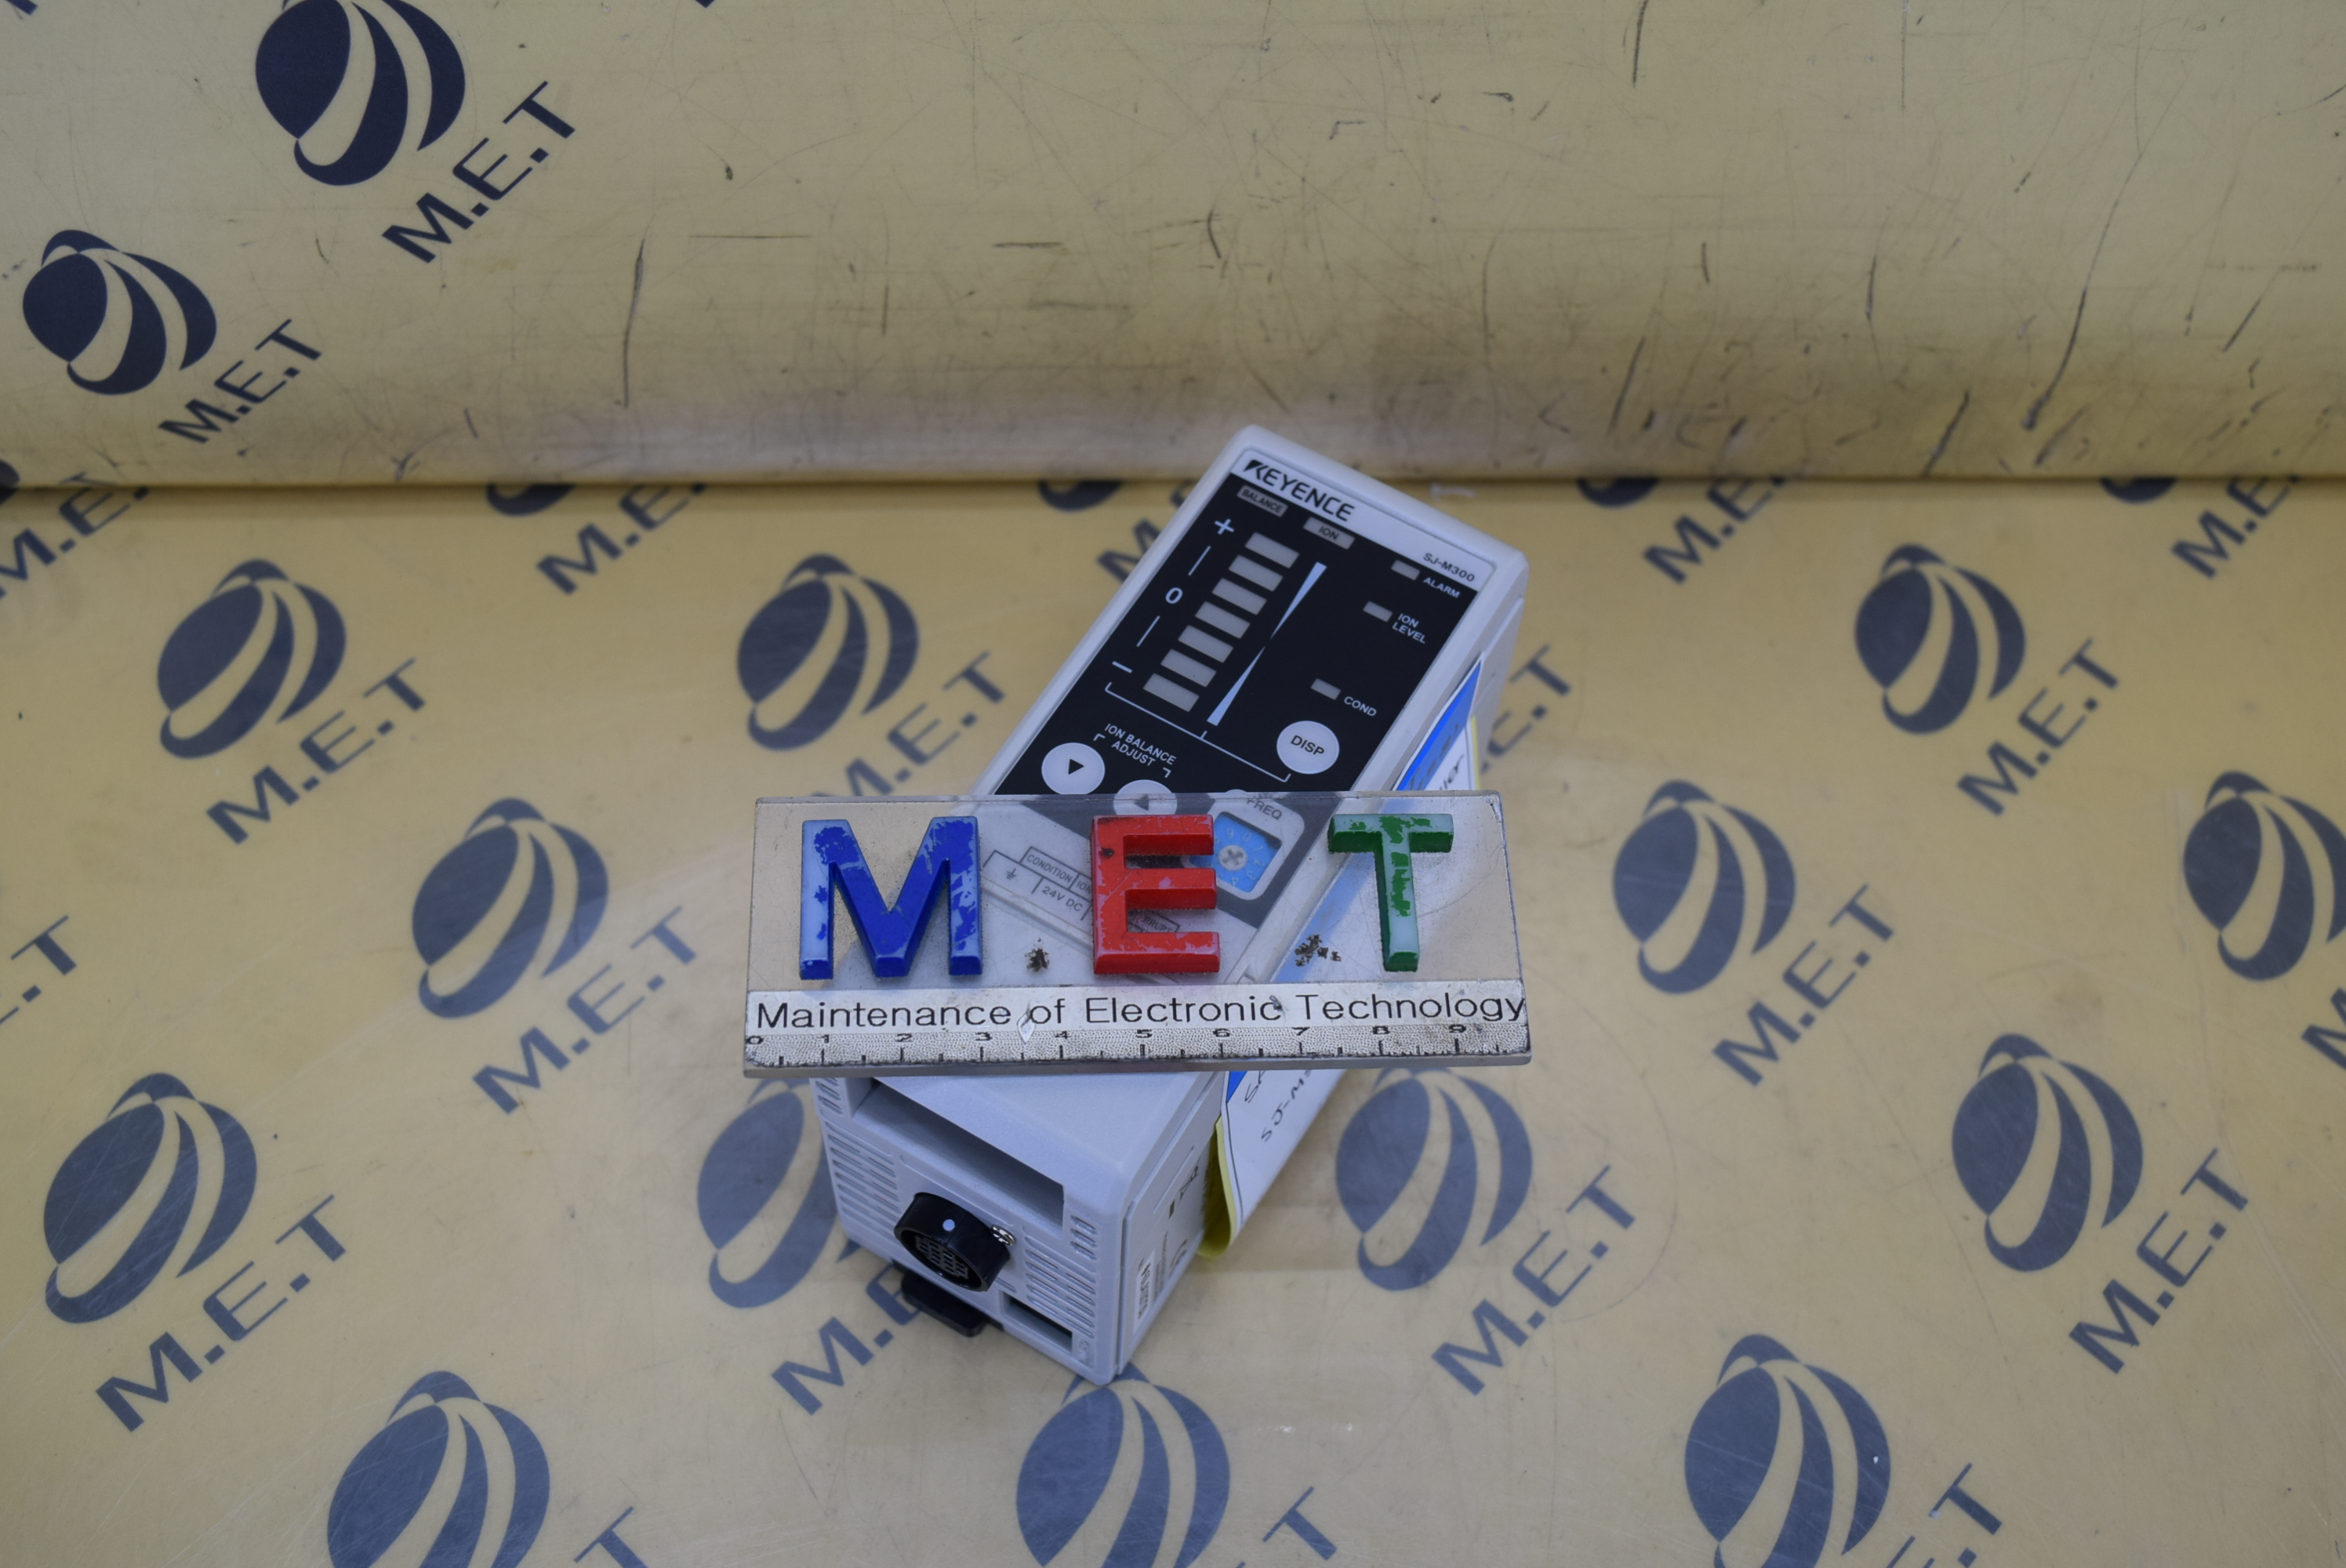 M.E.T
M.E.T
KEYENCE
BALANCE
ION
SJ-M300
+
0
−
ALARM
ION
LEVEL
COND
DISP
ION BALANCE
ADJUST
FREQ
CONDITION
ION
24V DC
M.E.T
Maintenance of Electronic Technology
0 1 2 3 4 5 6 7 8 9
M.E.T
M.E.T
M.E.T
M.E.T
M.E.T
M.E.T
M.E.T
M.E.T
M.E.T
M.E.T
M.E.T